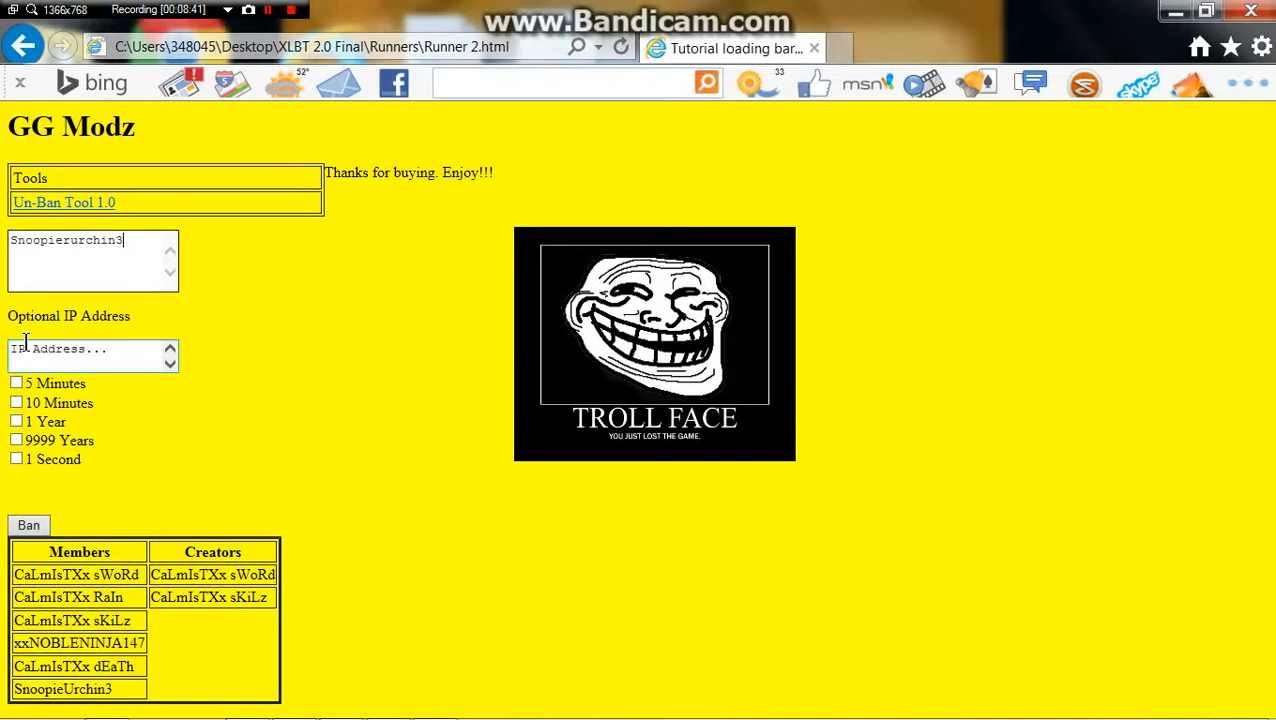 1366x768 Recording [00:08:41]
www.Bandicam.com
C:\Users\348045\Desktop\XLBT 2.0 Final\Runners\Runner 2.html
Tutorial loading bar...
bing 52° 33 msn skype
GG Modz
Tools
Thanks for buying. Enjoy!!!
Un-Ban Tool 1.0
Snoopierurchin3
Optional IP Address
IP Address...
5 Minutes
10 Minutes
1 Year
9999 Years
1 Second
TROLL FACE
YOU JUST LOST THE GAME.
Ban
Members Creators
CaLmIsTXx sWoRd CaLmIsTXx sWoRd
CaLmIsTXx RaIn CaLmIsTXx sKiLz
CaLmIsTXx sKiLz
xxNOBLENINJA147
CaLmIsTXx dEaTh
SnoopieUrchin3